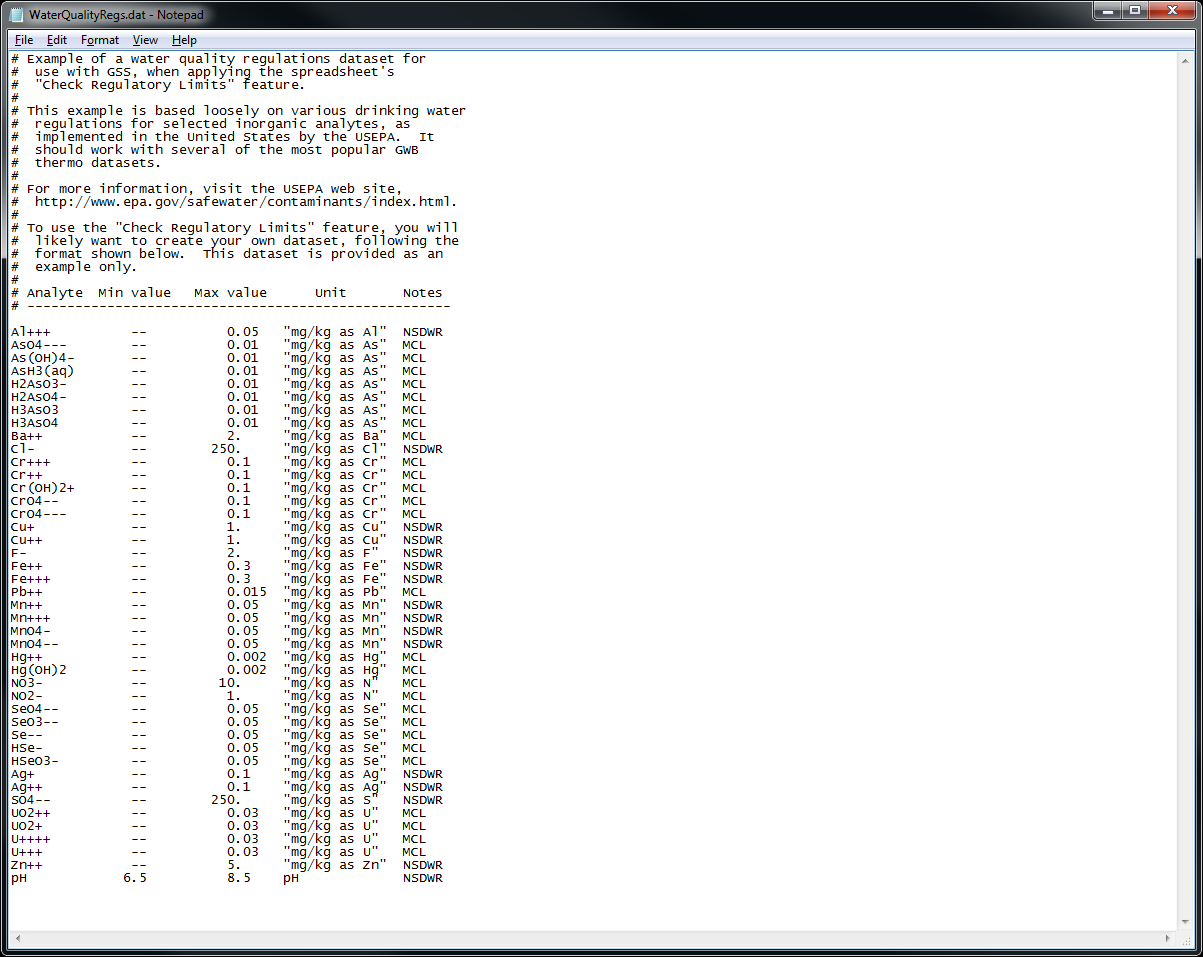 WaterQualityRegs.dat - Notepad
File Edit Format View Help
# Example of a water quality regulations dataset for
#  use with GSS, when applying the spreadsheet's
#  "Check Regulatory Limits" feature.
#
# This example is based loosely on various drinking water
#  regulations for selected inorganic analytes, as
#  implemented in the United States by the USEPA.  It
#  should work with several of the most popular GWB
#  thermo datasets.
#
# For more information, visit the USEPA web site,
#  http://www.epa.gov/safewater/contaminants/index.html.
#
# To use the "Check Regulatory Limits" feature, you will
#  likely want to create your own dataset, following the
#  format shown below.  This dataset is provided as an
#  example only.
#
# Analyte  Min value   Max value      Unit       Notes
# -----------------------------------------------------
Al+++          --          0.05   "mg/kg as Al"  NSDWR
AsO4---        --          0.01   "mg/kg as As"  MCL
As(OH)4-       --          0.01   "mg/kg as As"  MCL
AsH3(aq)       --          0.01   "mg/kg as As"  MCL
H2AsO3-        --          0.01   "mg/kg as As"  MCL
H2AsO4-        --          0.01   "mg/kg as As"  MCL
H3AsO3         --          0.01   "mg/kg as As"  MCL
H3AsO4         --          0.01   "mg/kg as As"  MCL
Ba++           --          2.     "mg/kg as Ba"  MCL
Cl-            --        250.     "mg/kg as Cl"  NSDWR
Cr+++          --          0.1    "mg/kg as Cr"  MCL
Cr++           --          0.1    "mg/kg as Cr"  MCL
Cr(OH)2+       --          0.1    "mg/kg as Cr"  MCL
CrO4--         --          0.1    "mg/kg as Cr"  MCL
CrO4---        --          0.1    "mg/kg as Cr"  MCL
Cu+            --          1.     "mg/kg as Cu"  NSDWR
Cu++           --          1.     "mg/kg as Cu"  NSDWR
F-             --          2.     "mg/kg as F"   NSDWR
Fe++           --          0.3    "mg/kg as Fe"  NSDWR
Fe+++          --          0.3    "mg/kg as Fe"  NSDWR
Pb++           --          0.015  "mg/kg as Pb"  MCL
Mn++           --          0.05   "mg/kg as Mn"  NSDWR
Mn+++          --          0.05   "mg/kg as Mn"  NSDWR
MnO4-          --          0.05   "mg/kg as Mn"  NSDWR
MnO4--         --          0.05   "mg/kg as Mn"  NSDWR
Hg++           --          0.002  "mg/kg as Hg"  MCL
Hg(OH)2        --          0.002  "mg/kg as Hg"  MCL
NO3-           --         10.     "mg/kg as N"   MCL
NO2-           --          1.     "mg/kg as N"   MCL
SeO4--         --          0.05   "mg/kg as Se"  MCL
SeO3--         --          0.05   "mg/kg as Se"  MCL
Se--           --          0.05   "mg/kg as Se"  MCL
HSe-           --          0.05   "mg/kg as Se"  MCL
HSeO3-         --          0.05   "mg/kg as Se"  MCL
Ag+            --          0.1    "mg/kg as Ag"  NSDWR
Ag++           --          0.1    "mg/kg as Ag"  NSDWR
SO4--          --        250.     "mg/kg as S"   NSDWR
UO2++          --          0.03   "mg/kg as U"   MCL
UO2+           --          0.03   "mg/kg as U"   MCL
U++++          --          0.03   "mg/kg as U"   MCL
U+++           --          0.03   "mg/kg as U"   MCL
Zn++           --          5.     "mg/kg as Zn"  NSDWR
pH            6.5          8.5    pH             NSDWR